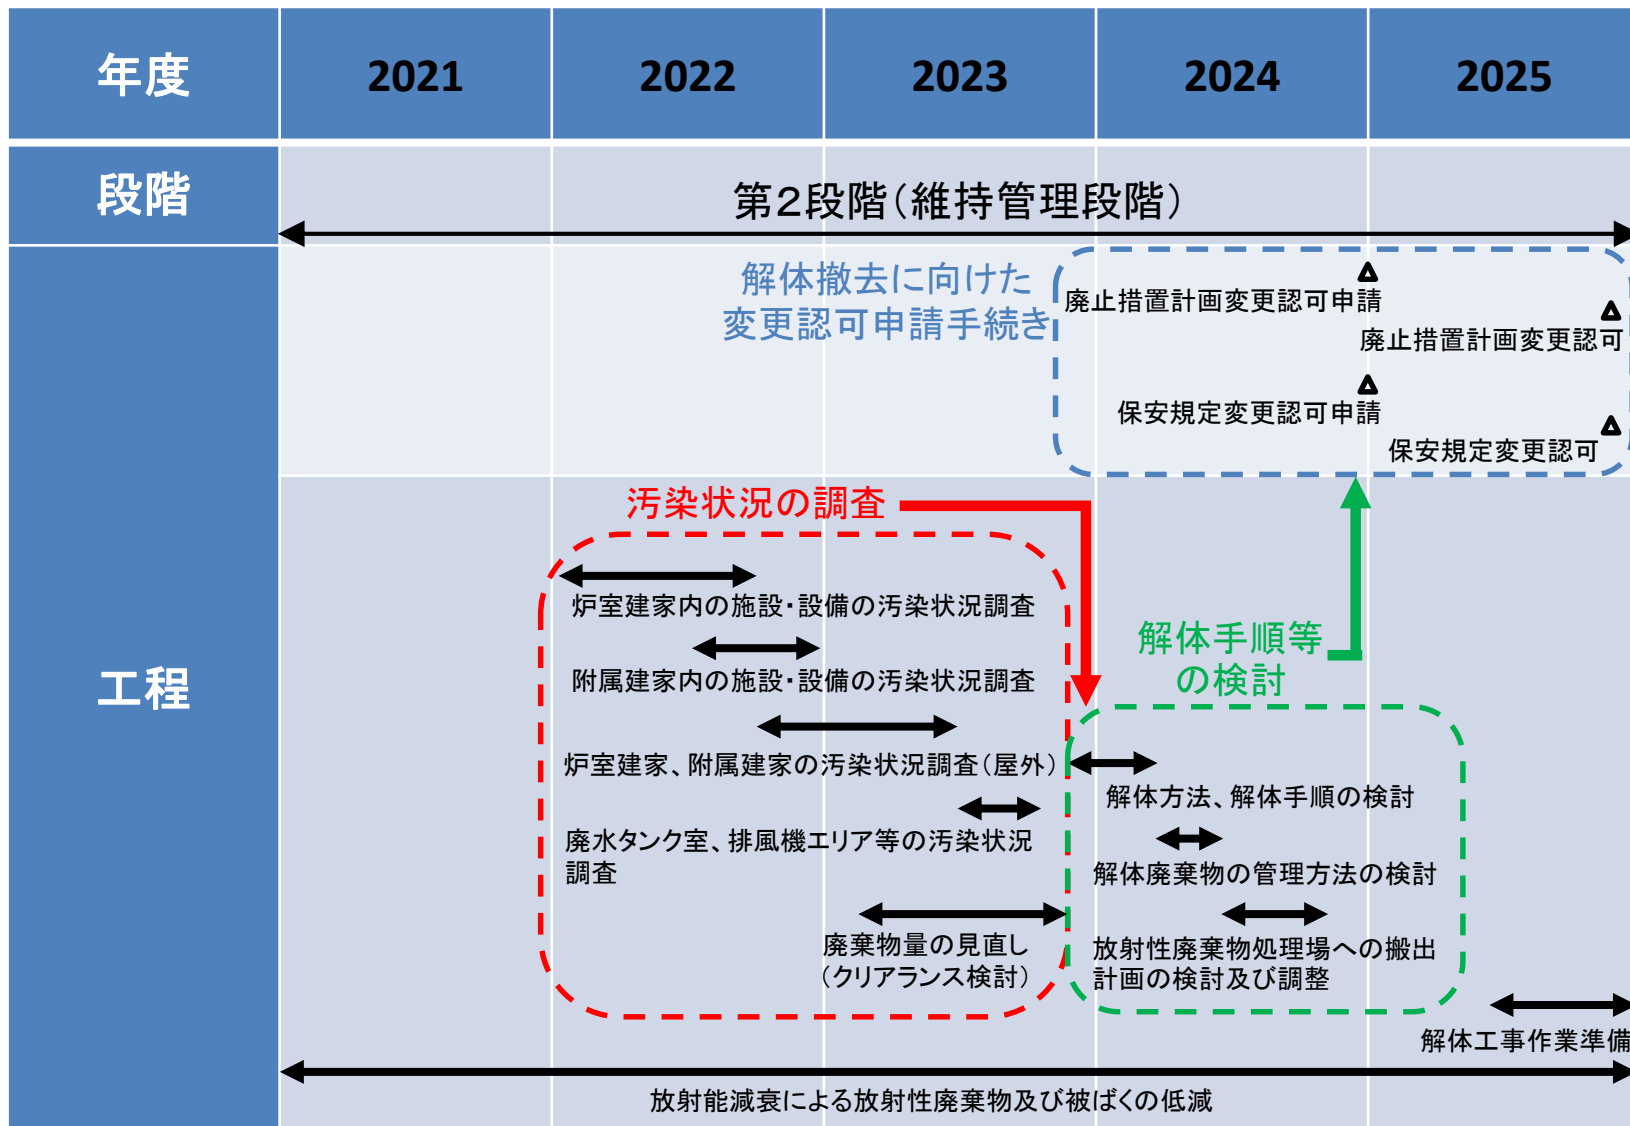 年度
2021
2022
2023
2024
2025
段階
第2段階（維持管理段階）
工程
解体撤去に向けた
変更認可申請手続き
廃止措置計画変更認可申請
廃止措置計画変更認可
保安規定変更認可申請
保安規定変更認可
汚染状況の調査
炉室建家内の施設・設備の汚染状況調査
附属建家内の施設・設備の汚染状況調査
炉室建家、附属建家の汚染状況調査（屋外）
廃水タンク室、排風機エリア等の汚染状況
調査
廃棄物量の見直し
（クリアランス検討）
解体手順等
の検討
解体方法、解体手順の検討
解体廃棄物の管理方法の検討
放射性廃棄物処理場への搬出
計画の検討及び調整
解体工事作業準備
放射能減衰による放射性廃棄物及び被ばくの低減